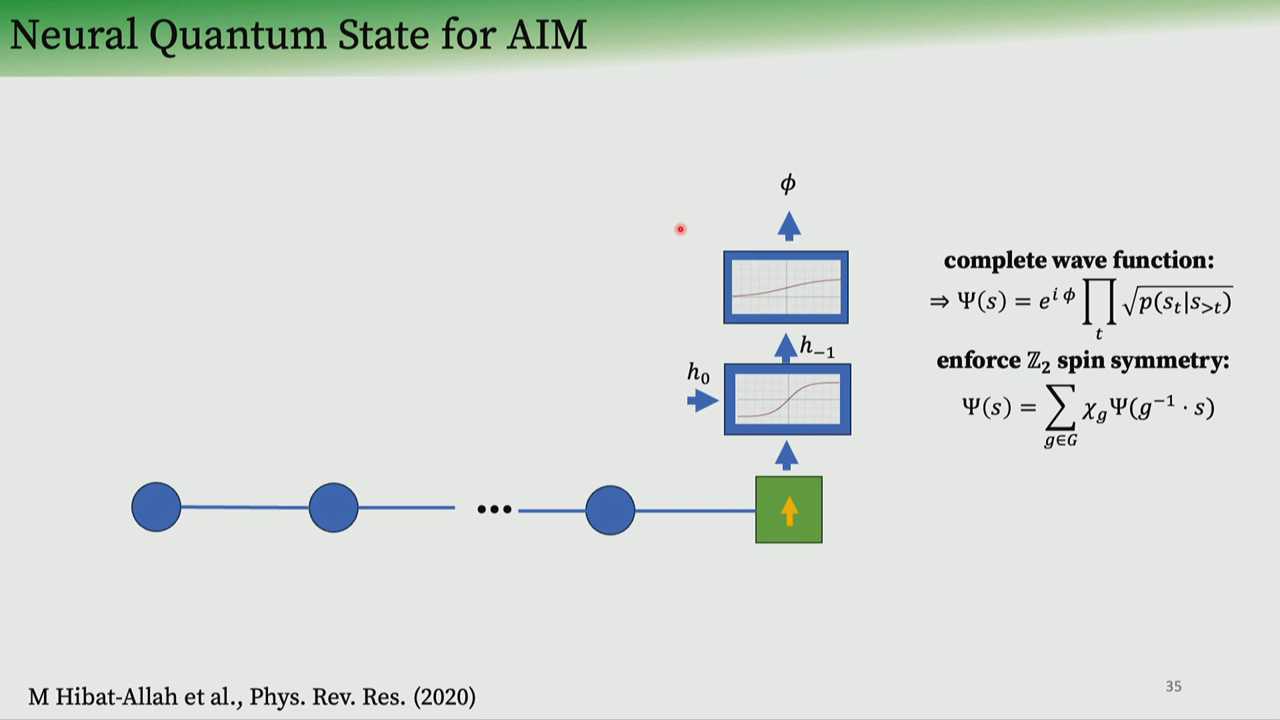 Neural Quantum State for AIM
ϕ
h₋₁
h₀
complete wave function:
⇒ Ψ(s) = e^{i ϕ} ∏_t √p(s_t|s_{>t})
enforce ℤ₂ spin symmetry:
Ψ(s) = ∑_{g∈G} χ_g Ψ(g⁻¹ · s)
•••
M Hibat-Allah et al., Phys. Rev. Res. (2020)
35